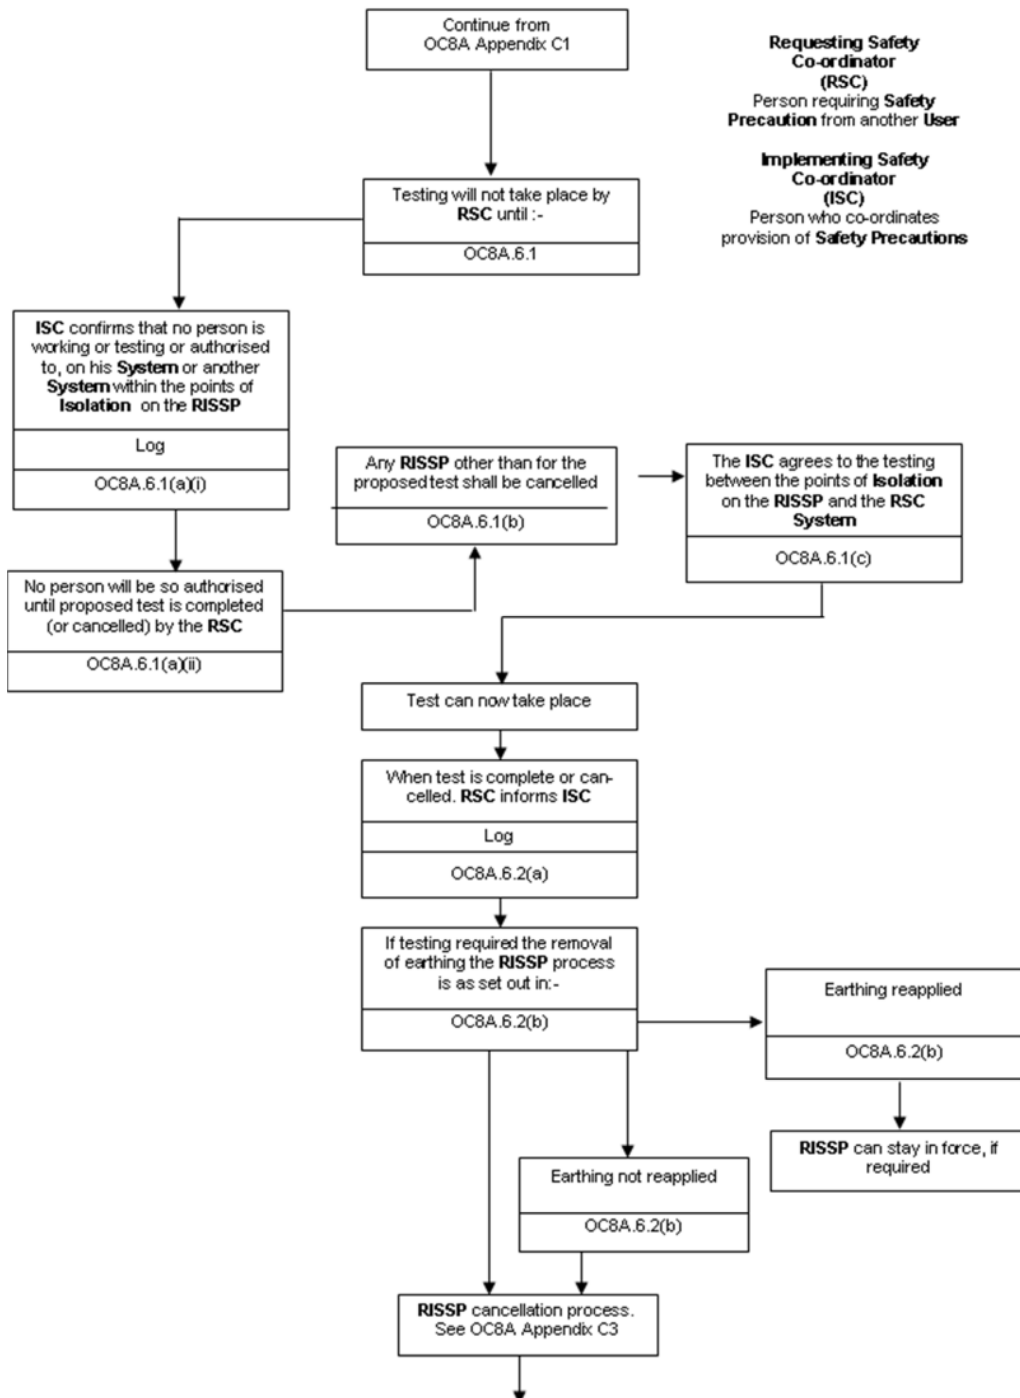 Continue from
OC8A Appendix C1
Requesting Safety
Co-ordinator
(RSC)
Person requiring Safety
Precaution from another User
Implementing Safety
Co-ordinator
(ISC)
Person who co-ordinates
provision of Safety Precautions
Testing will not take place by
RSC until :-
OC8A.6.1
ISC confirms that no person is
working or testing or authorised
to, on his System or another
System within the points of
Isolation on the RISSP
Log
OC8A.6.1(a)(i)
No person will be so authorised
until proposed test is completed
(or cancelled) by the RSC
OC8A.6.1(a)(ii)
Any RISSP other than for the
proposed test shall be cancelled
OC8A.6.1(b)
The ISC agrees to the testing
between the points of Isolation
on the RISSP and the RSC
System
OC8A.6.1(c)
Test can now take place
When test is complete or can-
celled. RSC informs ISC
Log
OC8A.6.2(a)
If testing required the removal
of earthing the RISSP process
is as set out in:-
OC8A.6.2(b)
Earthing reapplied
OC8A.6.2(b)
RISSP can stay in force, if
required
Earthing not reapplied
OC8A.6.2(b)
RISSP cancellation process.
See OC8A Appendix C3